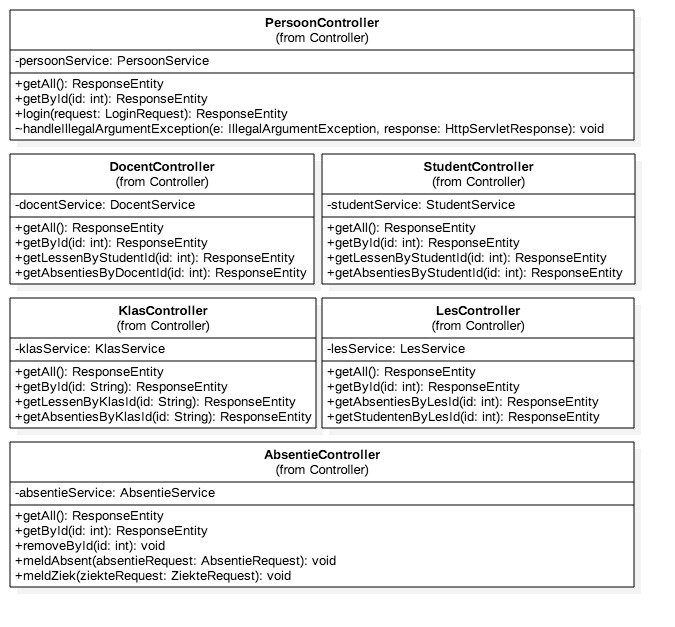 PersoonController
(from Controller)
-persoonService: PersoonService
+getAll(): ResponseEntity
+getById(id: int): ResponseEntity
+login(request: LoginRequest): ResponseEntity
~handleIllegalArgumentException(e: IllegalArgumentException, response: HttpServletResponse): void
DocentController
(from Controller)
-docentService: DocentService
+getAll(): ResponseEntity
+getById(id: int): ResponseEntity
+getLessenByStudentId(id: int): ResponseEntity
+getAbsentiesByDocentId(id: int): ResponseEntity
StudentController
(from Controller)
-studentService: StudentService
+getAll(): ResponseEntity
+getById(id: int): ResponseEntity
+getLessenByStudentId(id: int): ResponseEntity
+getAbsentiesByStudentId(id: int): ResponseEntity
KlasController
(from Controller)
-klasService: KlasService
+getAll(): ResponseEntity
+getById(id: String): ResponseEntity
+getLessenByKlasId(id: String): ResponseEntity
+getAbsentiesByKlasId(id: String): ResponseEntity
LesController
(from Controller)
-lesService: LesService
+getAll(): ResponseEntity
+getById(id: int): ResponseEntity
+getAbsentiesByLesId(id: int): ResponseEntity
+getStudentenByLesId(id: int): ResponseEntity
AbsentieController
(from Controller)
-absentieService: AbsentieService
+getAll(): ResponseEntity
+getById(id: int): ResponseEntity
+removeById(id: int): void
+meldAbsent(absentieRequest: AbsentieRequest): void
+meldZiek(ziekteRequest: ZiekteRequest): void